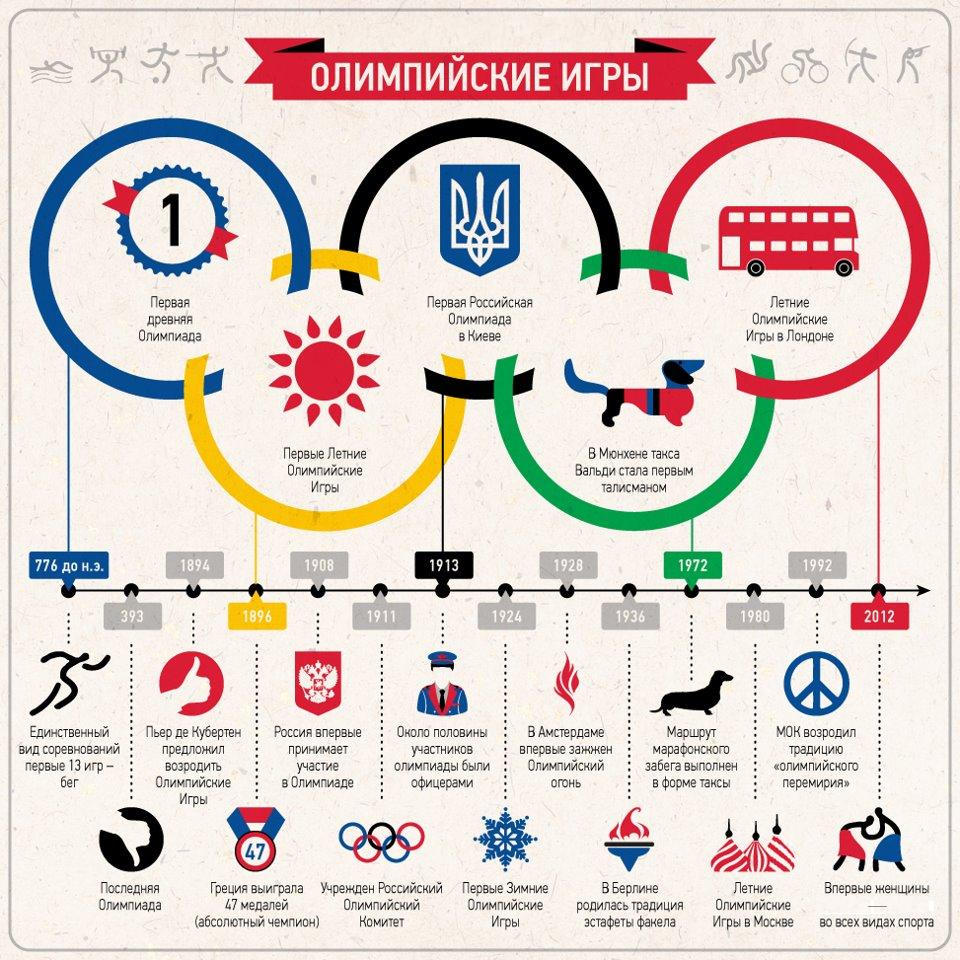 ОЛИМПИЙСКИЕ ИГРЫ
1
Первая
древняя
Олимпиада
Первая Российская
Олимпиада
в Киеве
Летние
Олимпийские
Игры в Лондоне
Первые Летние
Олимпийские
Игры
В Мюнхене такса
Вальди стала первым
талисманом
776 до н.э.
1894
1908
1913
1928
1972
1992
393
1896
1911
1924
1936
1980
2012
Единственный
вид соревнований
первые 13 игр –
бег
Пьер де Кубертен
предложил
возродить
Олимпийские
Игры
Россия впервые
принимает
участие
в Олимпиаде
Около половины
участников
олимпиады были
офицерами
В Амстердаме
впервые зажжен
Олимпийский
огонь
Маршрут
марафонского
забега выполнен
в форме таксы
МОК возродил
традицию
«олимпийского
перемирия»
47
Последняя
Олимпиада
Греция выиграла
47 медалей
(абсолютный чемпион)
Учрежден Российский
Олимпийский
Комитет
Первые Зимние
Олимпийские
Игры
В Берлине
родилась традиция
эстафеты факела
Летние
Олимпийские
Игры в Москве
Впервые женщины
во всех видах спорта